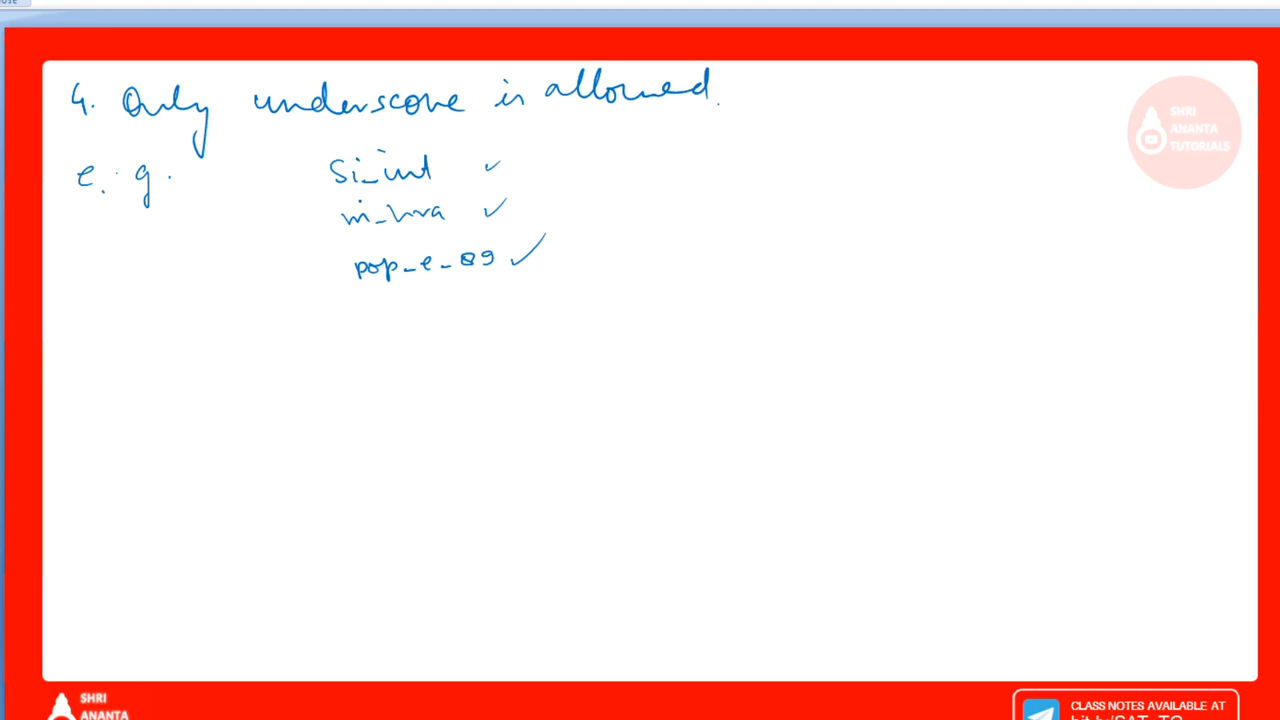 4. Only underscore is allowed.
e.g.
si_int ✓
m_hra ✓
pop_e_89 ✓
SHRI
ANANTA
TUTORIALS
SHRI
ANANTA
CLASS NOTES AVAILABLE AT